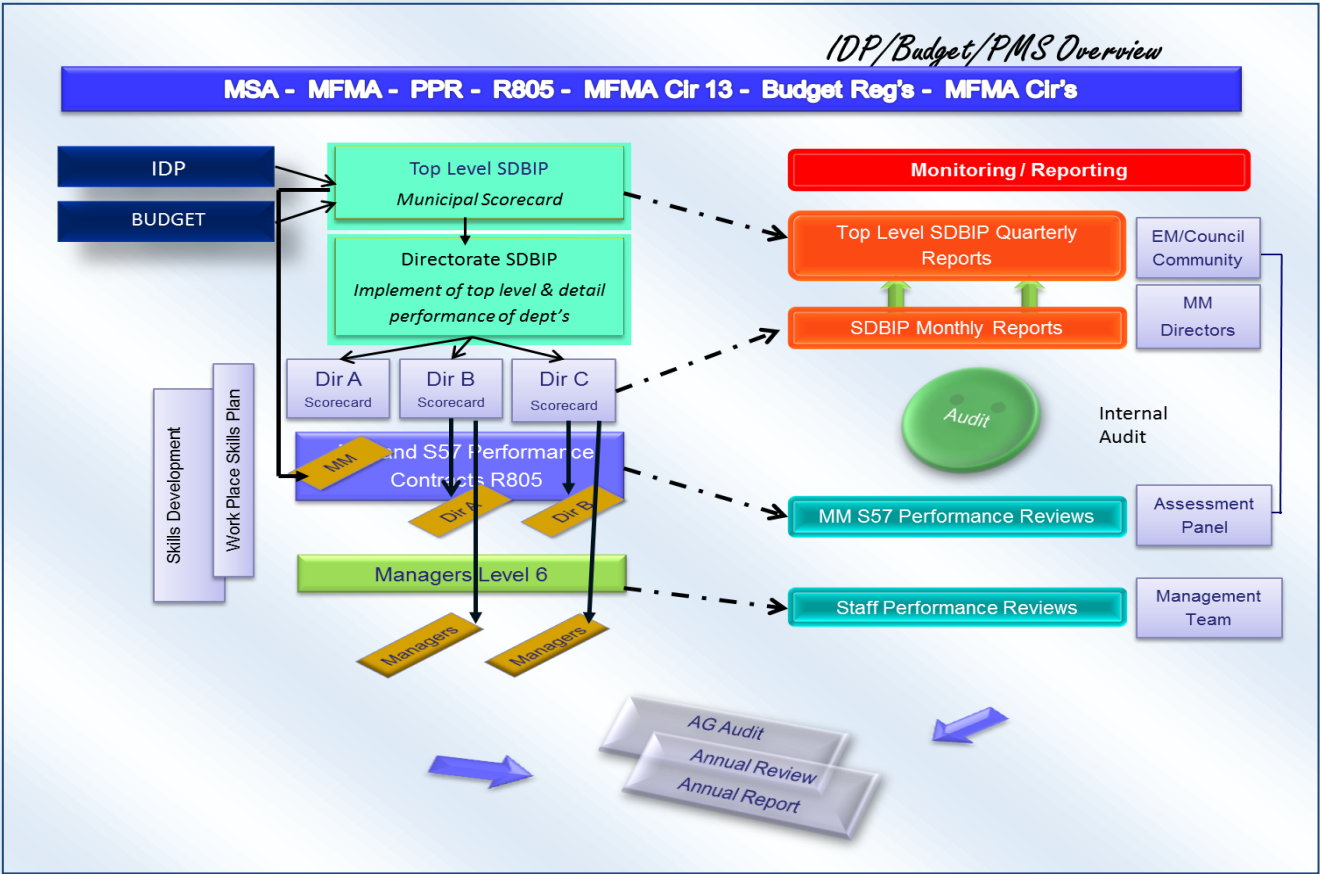 IDP/Budget/PMS Overview
MSA - MFMA - PPR - R805 - MFMA Cir 13 - Budget Reg's - MFMA Cir's
IDP
BUDGET
Top Level SDBIP
Municipal Scorecard
Directorate SDBIP
Implement of top level & detail
performance of dept's
Dir A
Scorecard
Dir B
Scorecard
Dir C
Scorecard
Skills Development
Work Place Skills Plan
and S57 Performance
Contracts R805
MM
Dir A
Dir B
Managers Level 6
Managers
Managers
Monitoring / Reporting
Top Level SDBIP Quarterly
Reports
EM/Council
Community
MM
Directors
SDBIP Monthly Reports
Audit
Internal
Audit
MM S57 Performance Reviews
Assessment
Panel
Staff Performance Reviews
Management
Team
AG Audit
Annual Review
Annual Report